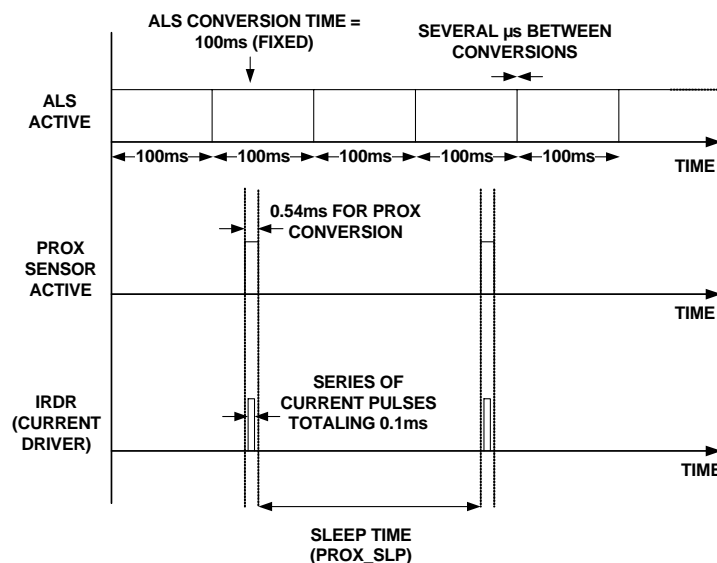 ALS CONVERSION TIME =
100ms (FIXED)
SEVERAL µs BETWEEN
CONVERSIONS
ALS
ACTIVE
100ms
100ms
100ms
100ms
100ms
TIME
0.54ms FOR PROX
CONVERSION
PROX
SENSOR
ACTIVE
TIME
IRDR
(CURRENT
DRIVER)
SERIES OF
CURRENT PULSES
TOTALING 0.1ms
TIME
SLEEP TIME
(PROX_SLP)